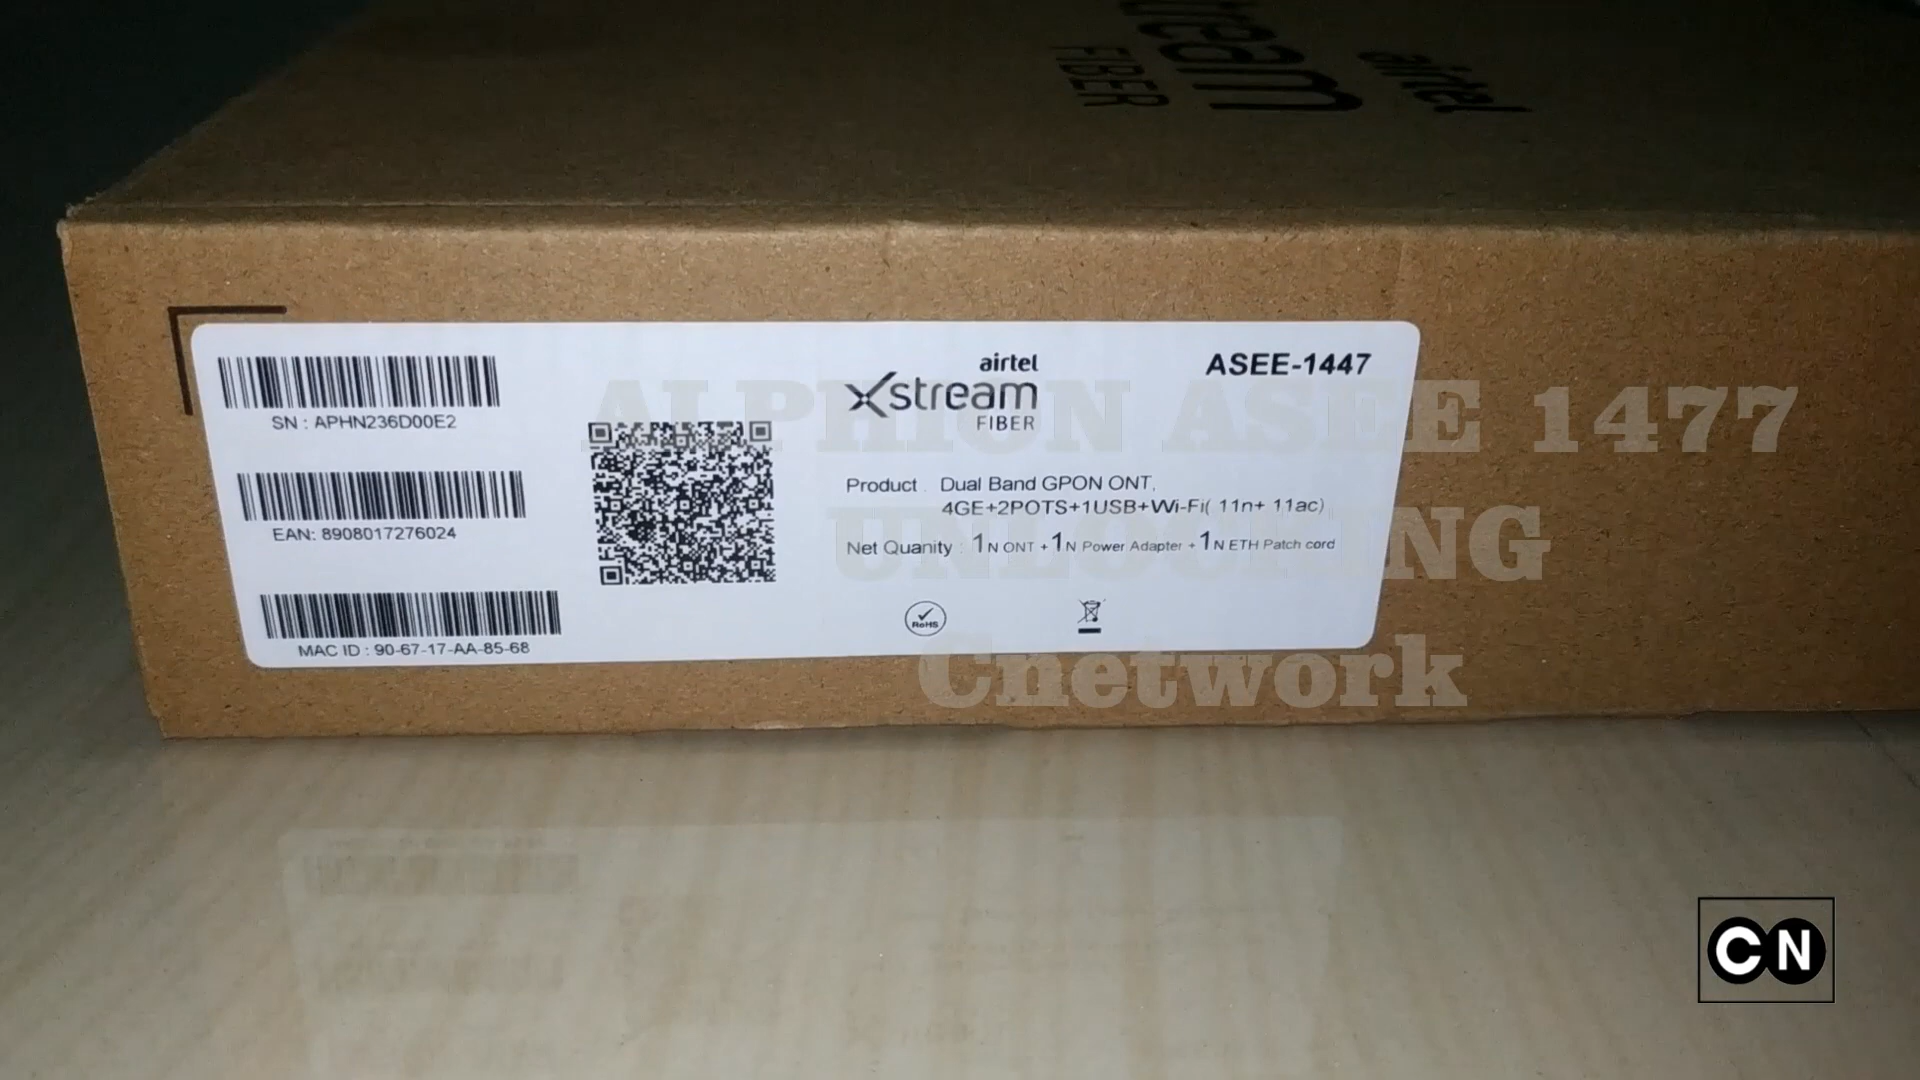 airtel
Xstream
FIBER
ASEE-1447
SN : APHN236D00E2
EAN: 8908017276024
MAC ID : 90-67-17-AA-85-68
airtel
FIBER
Product : Dual Band GPON ONT,
4GE+2POTS+1USB+Wi-Fi( 11n+ 11ac)
Net Quanity : 1N ONT + 1N Power Adapter + 1N ETH Patch cord
RoHS
ALPHION ASEE 1477
UNLOCKING
Cnetwork
CN